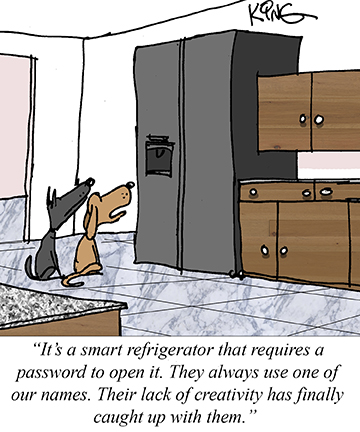 KING
“It’s a smart refrigerator that requires a
password to open it. They always use one of
our names. Their lack of creativity has finally
caught up with them.”